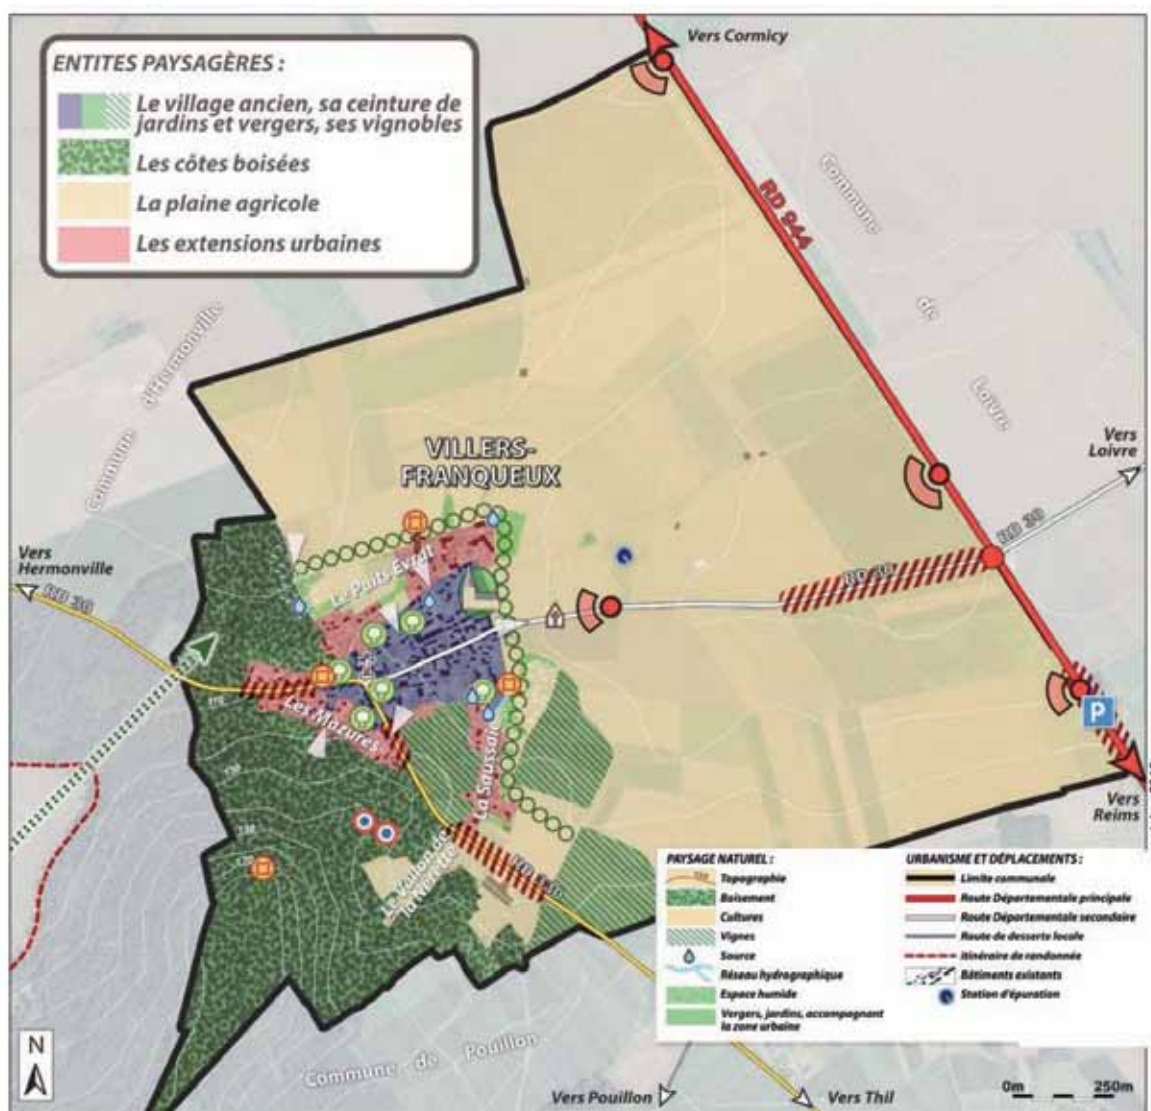 Vers Cormicy
ENTITES PAYSAGÈRES :
Le village ancien, sa ceinture de
jardins et vergers, ses vignobles
Les côtes boisées
La plaine agricole
Les extensions urbaines
RD 944
Commune
de
Loivre
Commune
d'Hermonville
VILLERS-
FRANQUEUX
Vers
Loivre
RD 30
RD 30
Vers
Hermonville
RD 30
Le Puits Evrat
Les Mazures
La Saussaie
P
Vers
Reims
Commune de Pouillon
N
Vers Pouillon
Vers Thil
PAYSAGE NATUREL :
Topographie
Boisement
Cultures
Vignes
Source
Réseau hydrographique
Espace humide
Vergers, jardins, accompagnant
la zone urbaine
URBANISME ET DÉPLACEMENTS :
Limite communale
Route Départementale principale
Route Départementale secondaire
Route de desserte locale
Itinéraire de randonnée
Bâtiments existants
Station d'épuration
0m 250m